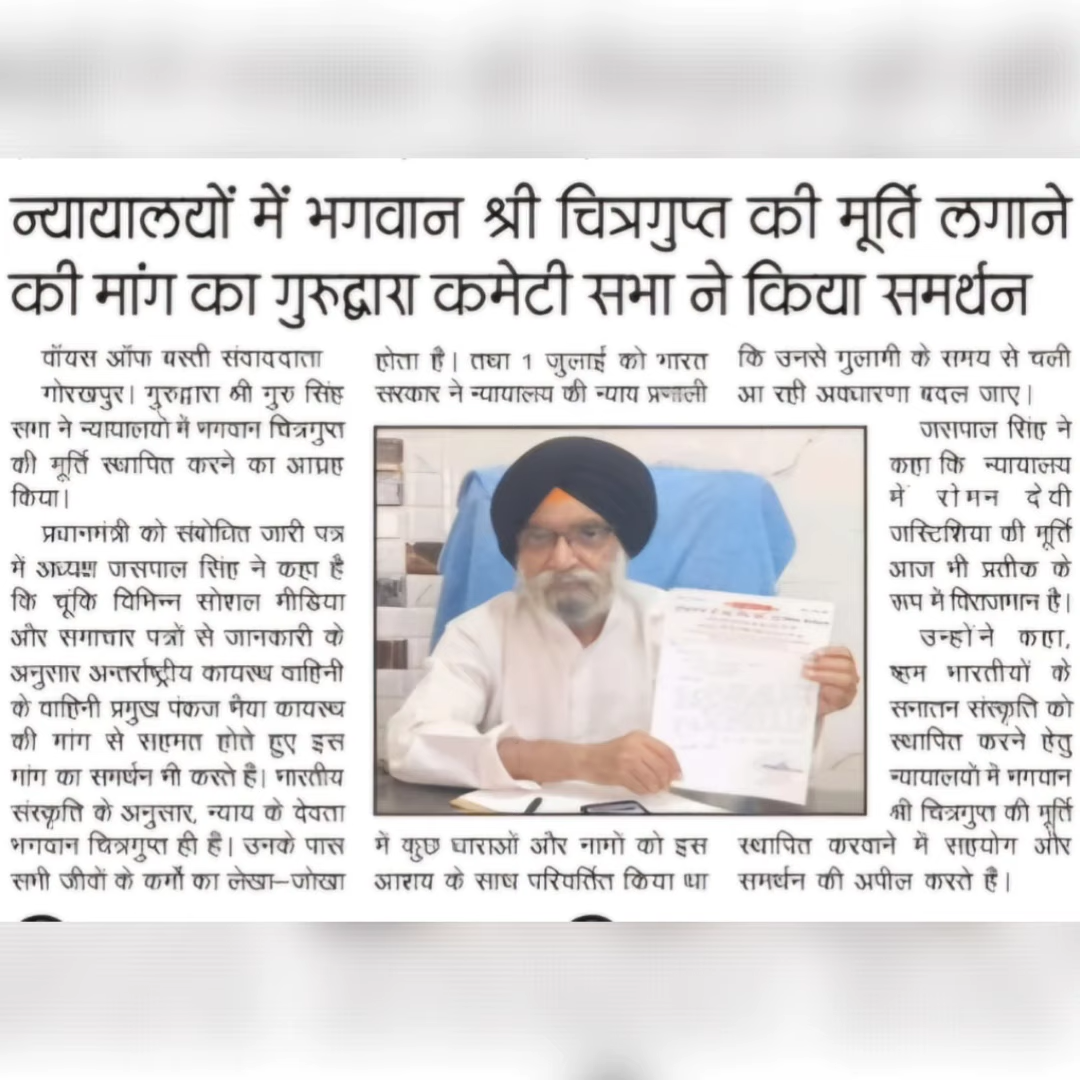 न्यायालयों में भगवान श्री चित्रगुप्त की मूर्ति लगाने
की मांग का गुरुद्वारा कमेटी सभा ने किया समर्थन
वॉयस ऑफ बस्ती संवाददाता
गोरखपुर। गुरुद्वारा श्री गुरु सिंह
सभा ने न्यायालयों में भगवान चित्रगुप्त
की मूर्ति स्थापित करने का आग्रह
किया।
प्रधानमंत्री को संबोधित जारी पत्र
में अध्यक्ष जसपाल सिंह ने कहा है
कि चूंकि विभिन्न सोशल मीडिया
और समाचार पत्रों से जानकारी के
अनुसार अन्तर्राष्ट्रीय कायस्थ वाहिनी
के वाहिनी प्रमुख पंकज भैया कायस्थ
की मांग से सहमत होते हुए इस
मांग का समर्थन भी करते है। भारतीय
संस्कृति के अनुसार, न्याय के देवता
भगवान चित्रगुप्त ही है। उनके पास
सभी जीवों के कर्मों का लेखा–जोखा
होता है। तथा 1 जुलाई को भारत
सरकार ने न्यायालय की न्याय प्रणाली
में कुछ धाराओं और नामों को इस
आशय के साथ परिवर्तित किया था
कि उनसे गुलामी के समय से चली
आ रही अवधारणा बदल जाए।
जसपाल सिंह ने
कहा कि न्यायालय
में रोमन देवी
जस्टिशिया की मूर्ति
आज भी प्रतीक के
रूप में विराजमान है।
उन्होंने कहा,
हम भारतीयों के
सनातन संस्कृति को
स्थापित करने हेतु
न्यायालयों में भगवान
श्री चित्रगुप्त की मूर्ति
स्थापित करवाने में सहयोग और
समर्थन की अपील करते है।